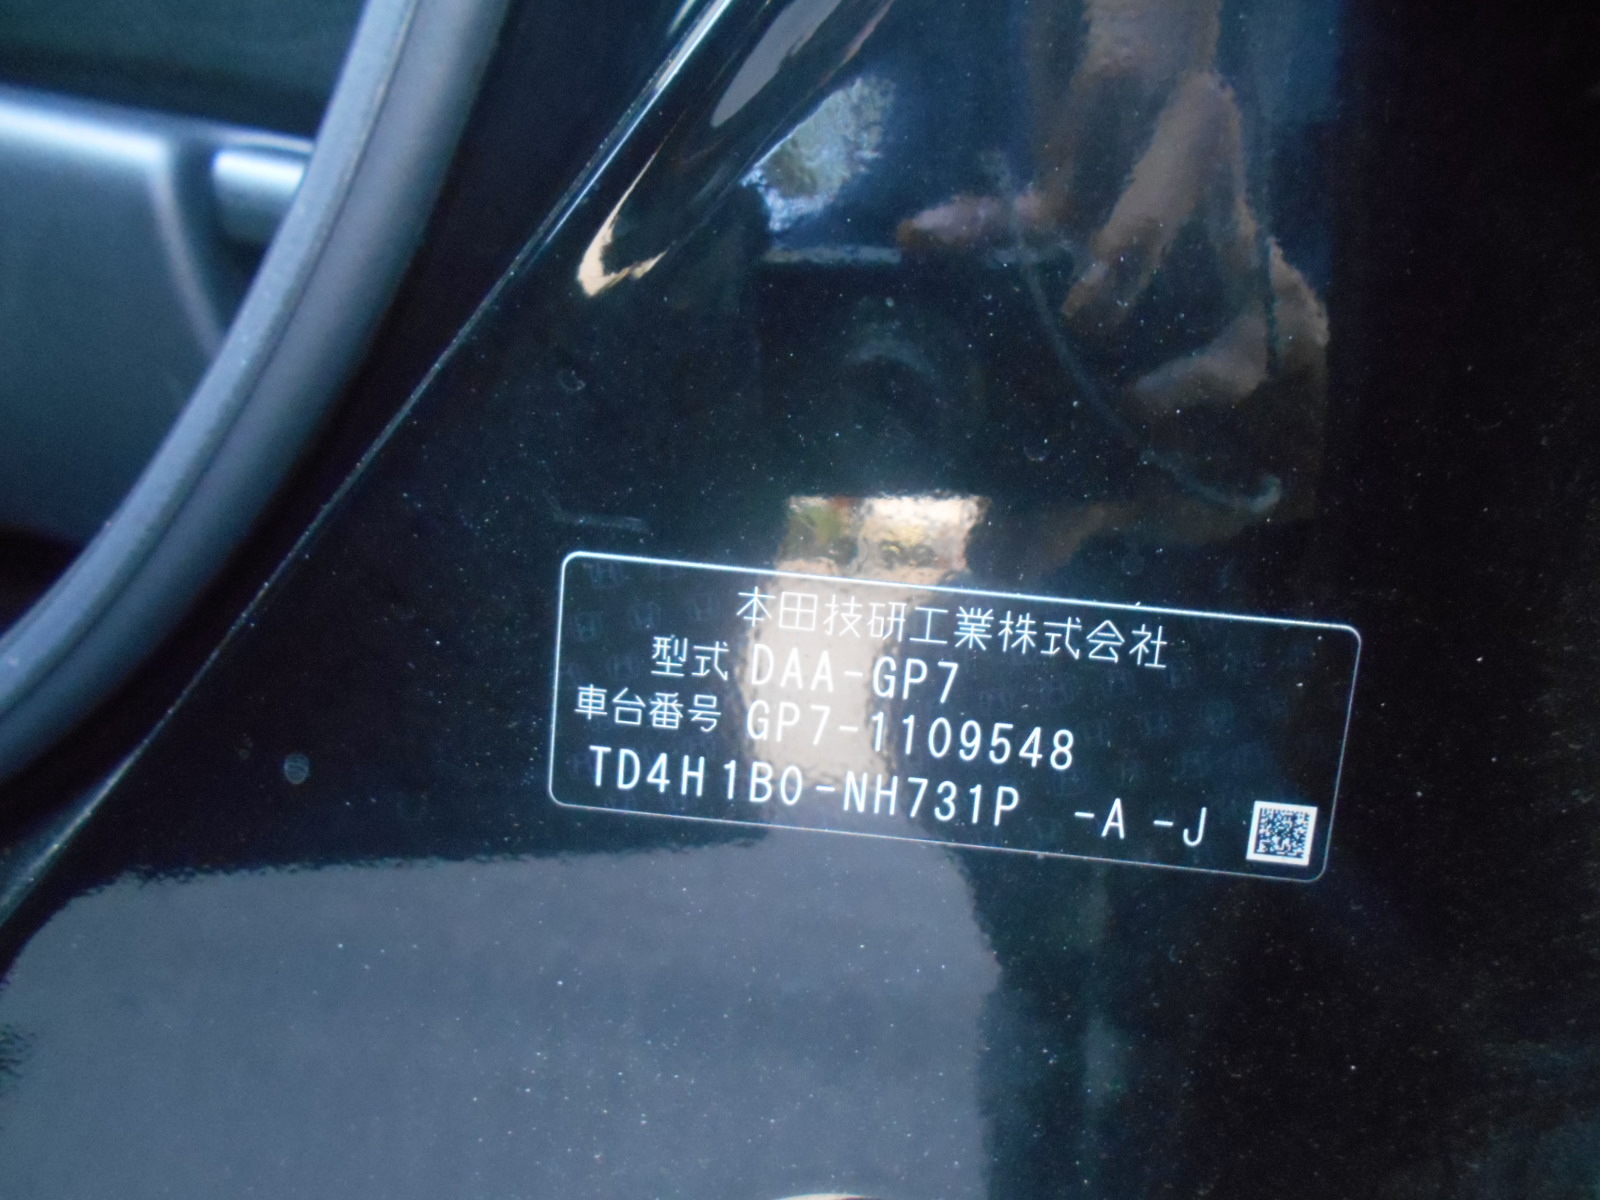 本田技研工業株式会社
型式 DAA-GP7
車台番号 GP7-1109548
TD4H1B0-NH731P -A-J